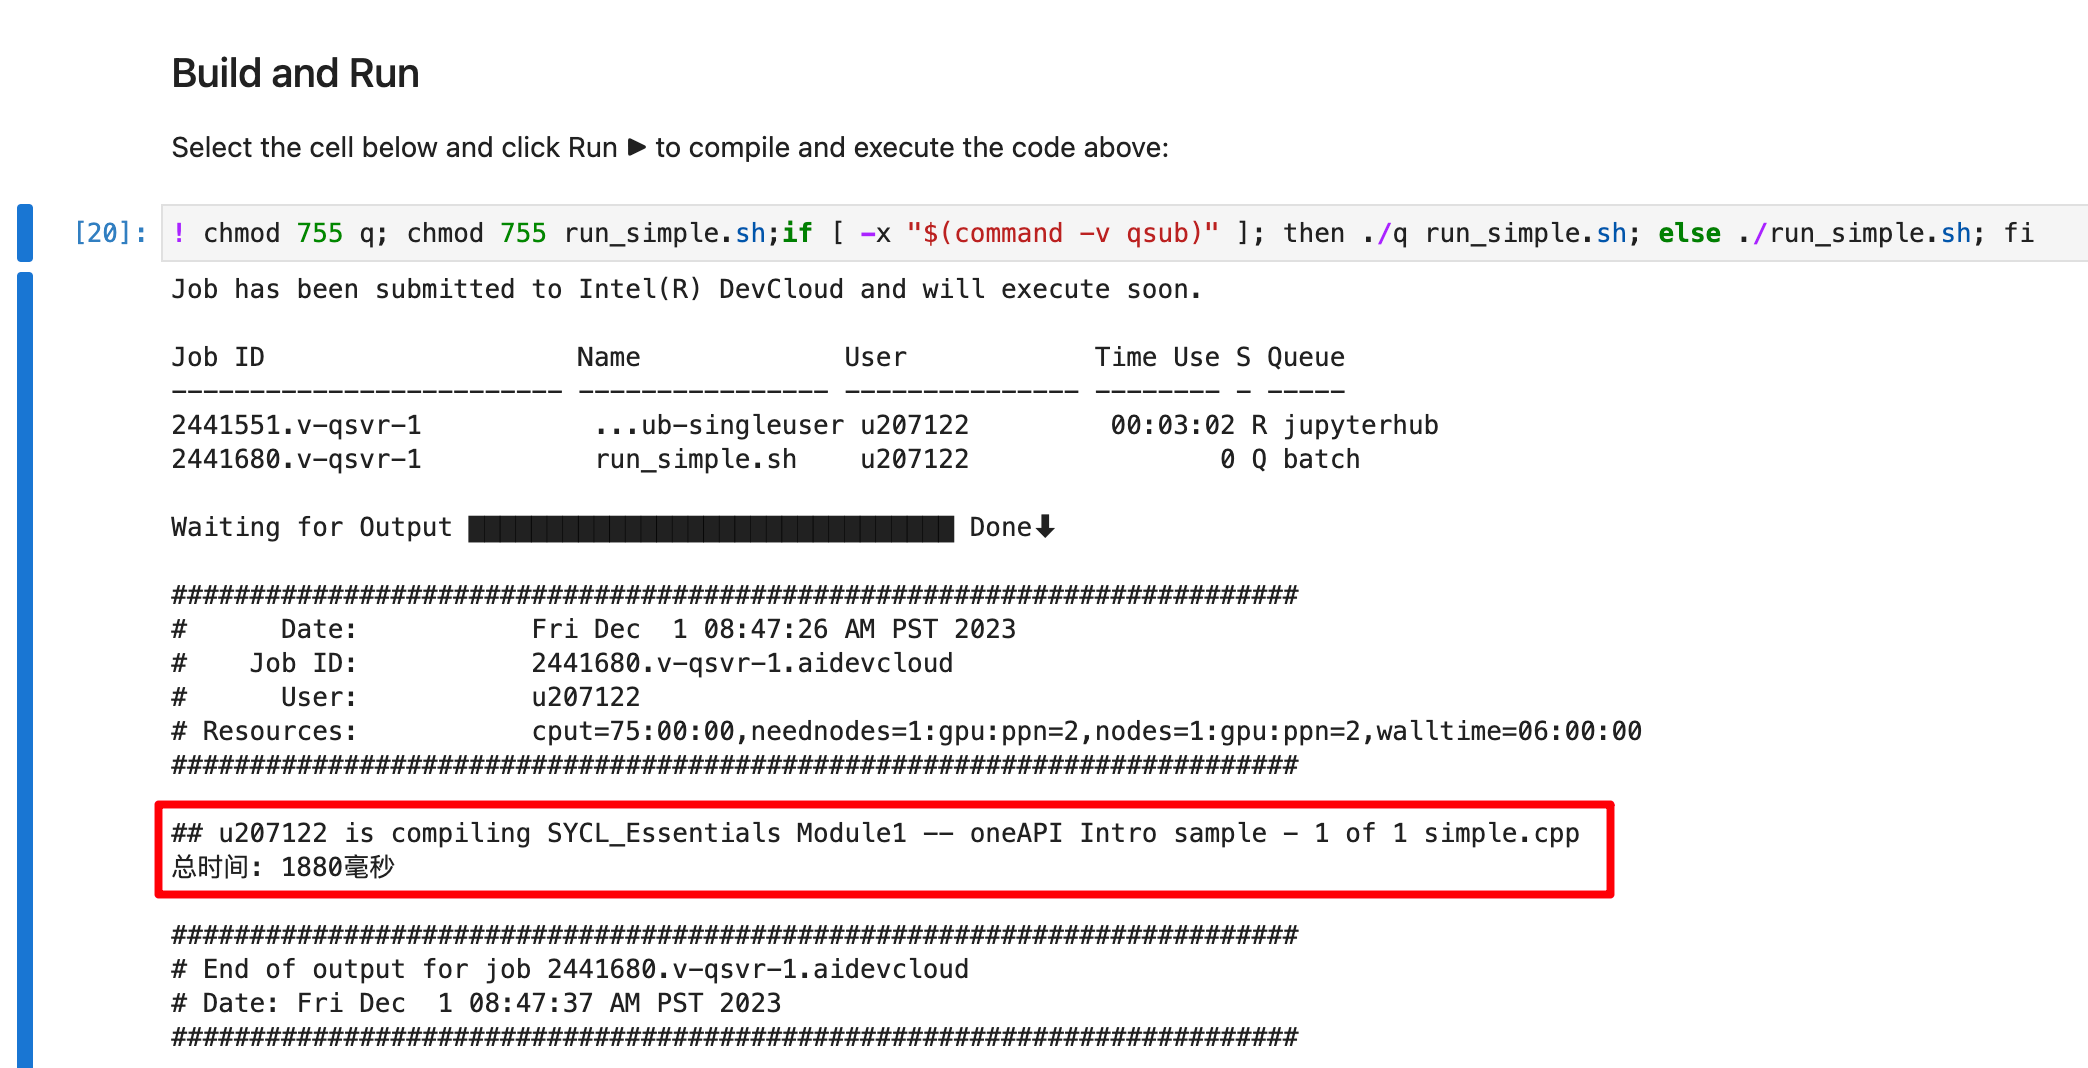 Build and Run
Select the cell below and click Run ▶ to compile and execute the code above:
[20]: ! chmod 755 q; chmod 755 run_simple.sh;if [ -x "$(command -v qsub)" ]; then ./q run_simple.sh; else ./run_simple.sh; fi
Job has been submitted to Intel(R) DevCloud and will execute soon.
Job ID                    Name             User            Time Use S Queue
------------------------- ---------------- --------------- -------- - -----
2441551.v-qsvr-1           ...ub-singleuser u207122         00:03:02 R jupyterhub
2441680.v-qsvr-1           run_simple.sh    u207122                0 Q batch
Waiting for Output ███████████████████████████████ Done⬇
########################################################################
#      Date:           Fri Dec  1 08:47:26 AM PST 2023
#    Job ID:           2441680.v-qsvr-1.aidevcloud
#      User:           u207122
# Resources:           cput=75:00:00,neednodes=1:gpu:ppn=2,nodes=1:gpu:ppn=2,walltime=06:00:00
########################################################################
## u207122 is compiling SYCL_Essentials Module1 -- oneAPI Intro sample - 1 of 1 simple.cpp
总时间: 1880毫秒
########################################################################
# End of output for job 2441680.v-qsvr-1.aidevcloud
# Date: Fri Dec  1 08:47:37 AM PST 2023
########################################################################